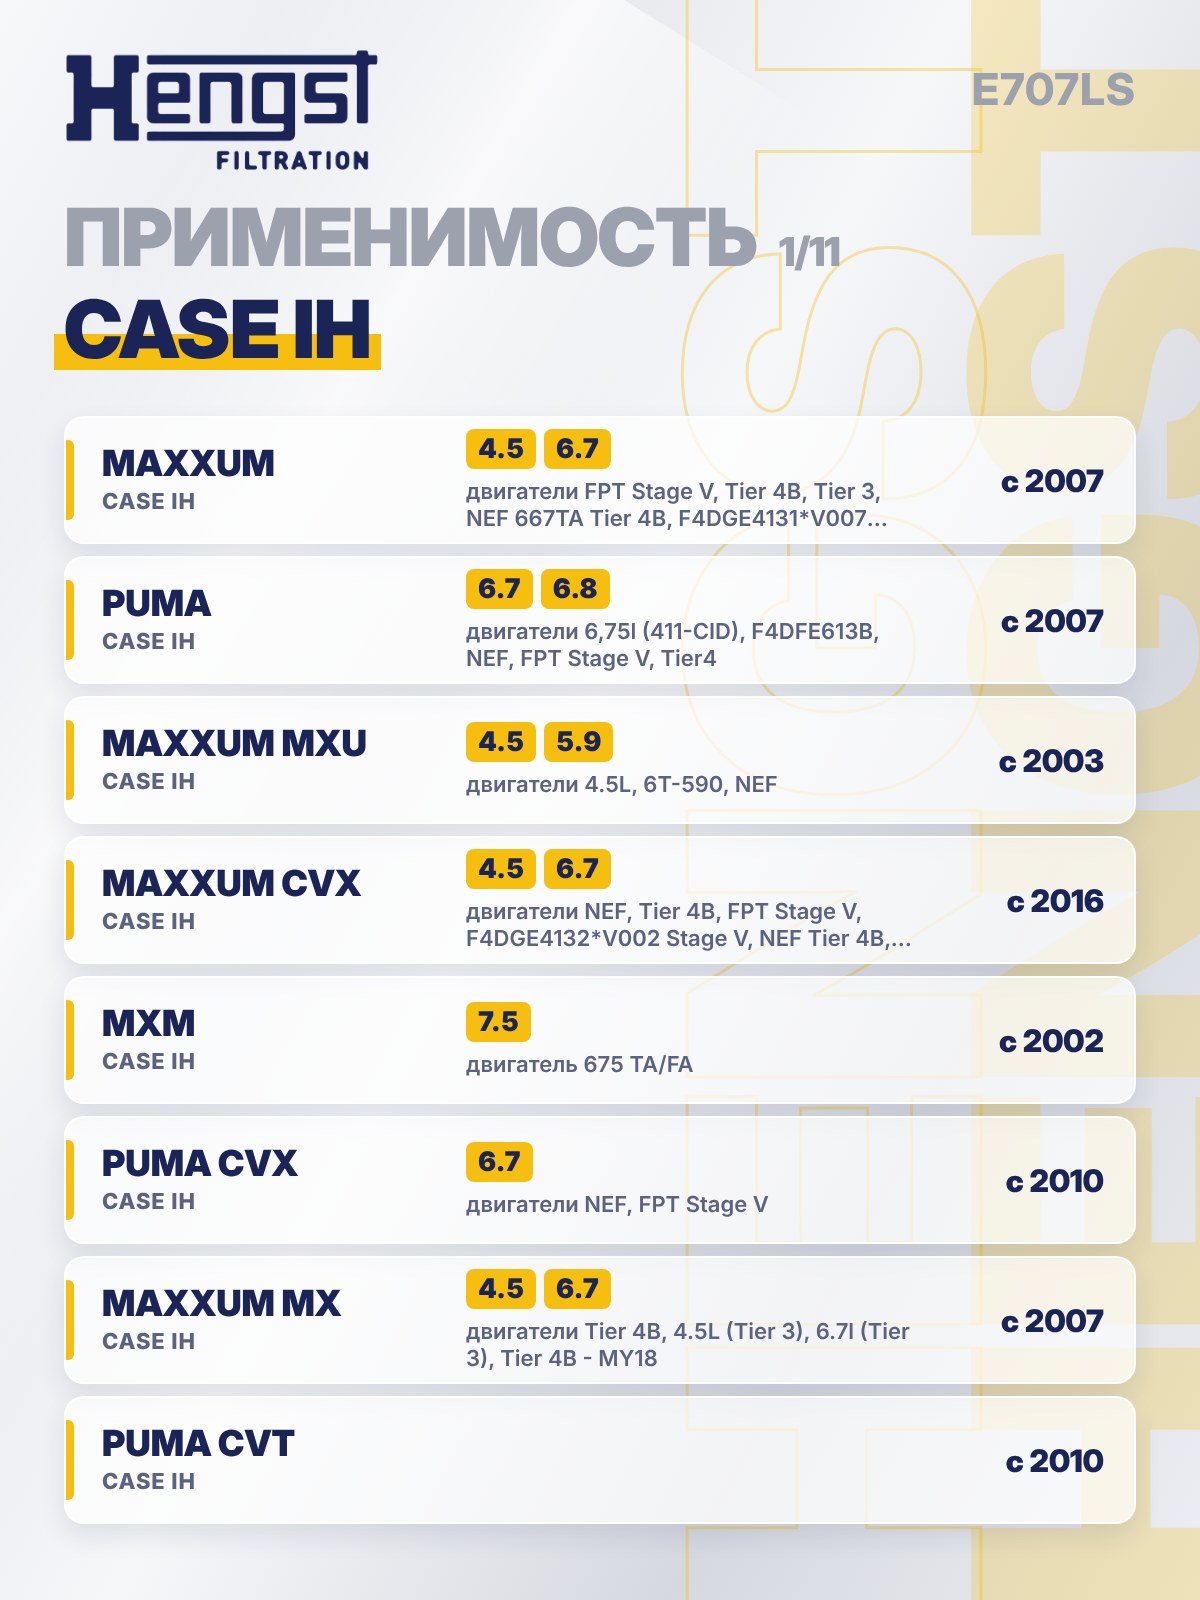 Hengst
FILTRATION
E707LS
ПРИМЕНИМОСТЬ 1/11
CASE IH
MAXXUM
CASE IH
4.5 6.7
двигатели FPT Stage V, Tier 4B, Tier 3,
NEF 667TA Tier 4B, F4DGE4131*V007...
с 2007
PUMA
CASE IH
6.7 6.8
двигатели 6,75l (411-CID), F4DFE613B,
NEF, FPT Stage V, Tier4
с 2007
MAXXUM MXU
CASE IH
4.5 5.9
двигатели 4.5L, 6T-590, NEF
с 2003
MAXXUM CVX
CASE IH
4.5 6.7
двигатели NEF, Tier 4B, FPT Stage V,
F4DGE4132*V002 Stage V, NEF Tier 4B,...
с 2016
MXM
CASE IH
7.5
двигатель 675 TA/FA
с 2002
PUMA CVX
CASE IH
6.7
двигатели NEF, FPT Stage V
с 2010
MAXXUM MX
CASE IH
4.5 6.7
двигатели Tier 4B, 4.5L (Tier 3), 6.7l (Tier
3), Tier 4B - MY18
с 2007
PUMA CVT
CASE IH
с 2010
HENGST
HENGST